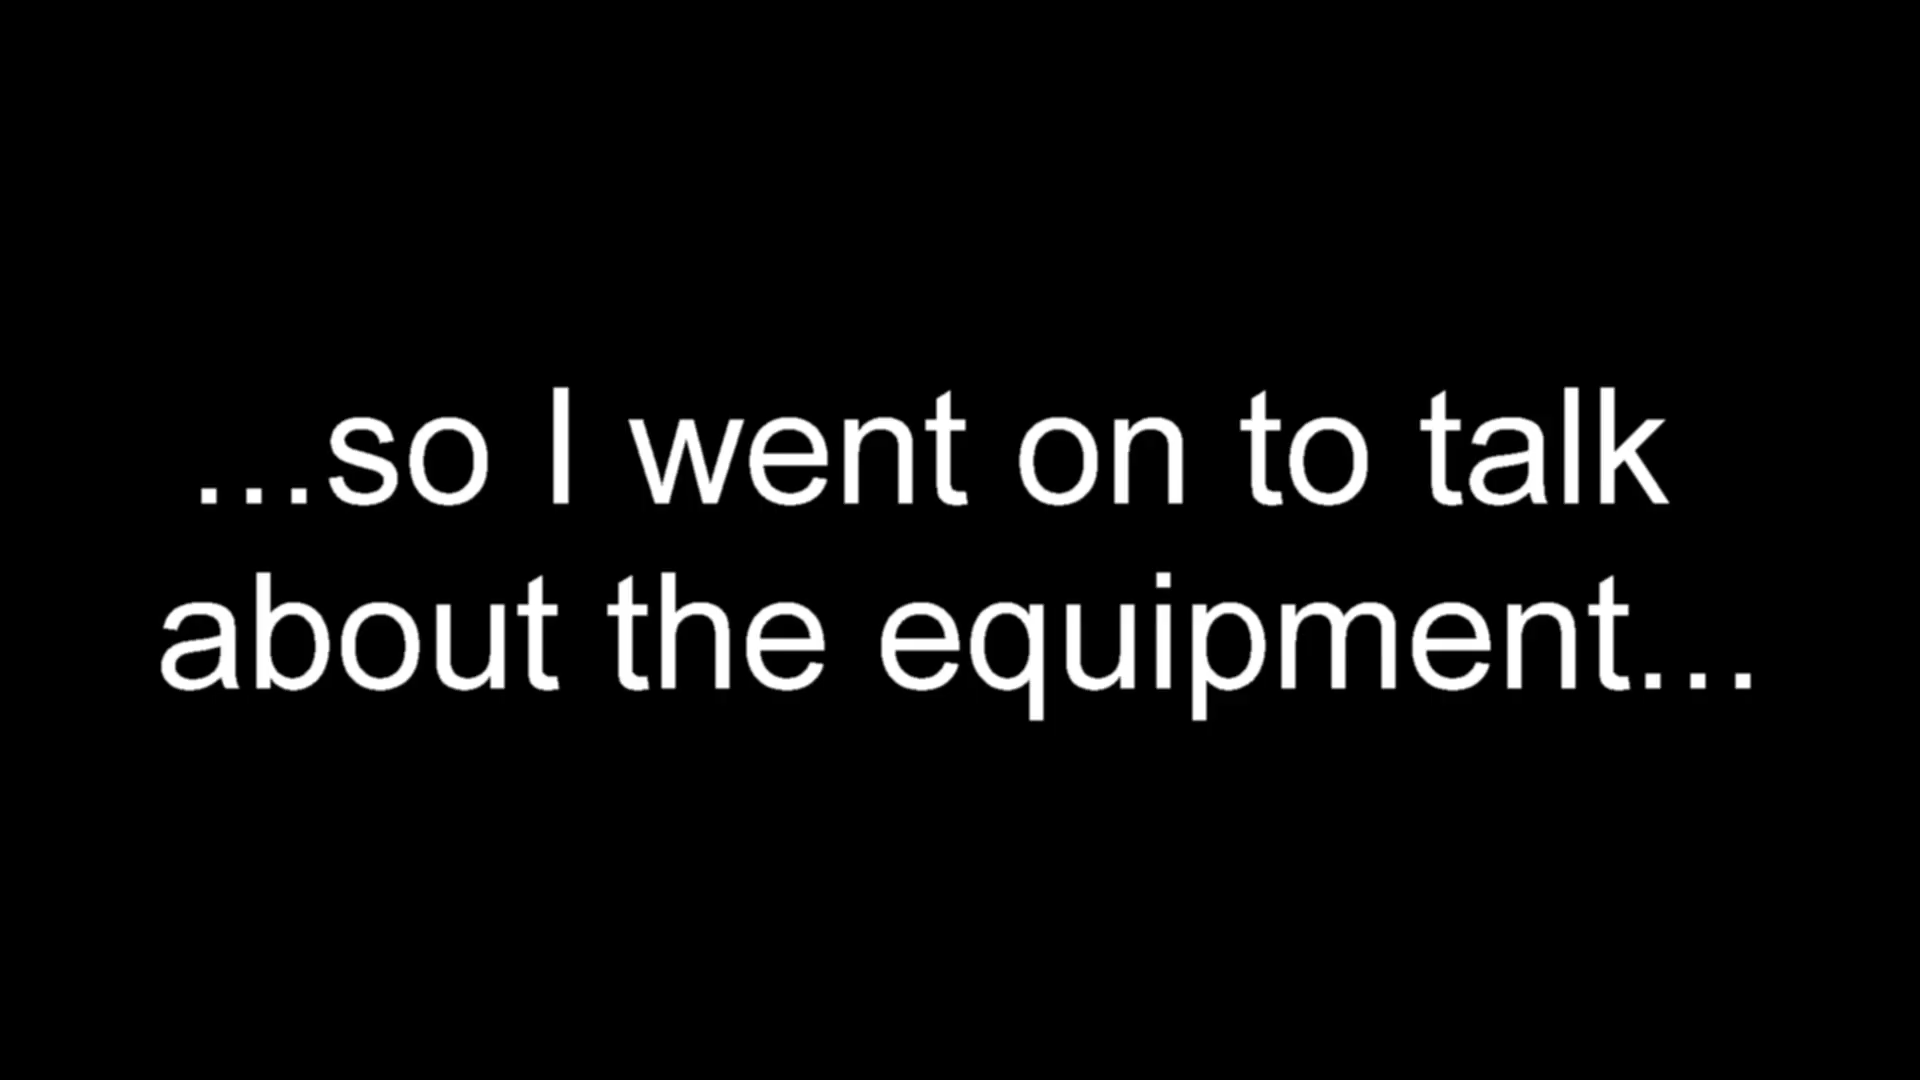 ...so I went on to talk
about the equipment...